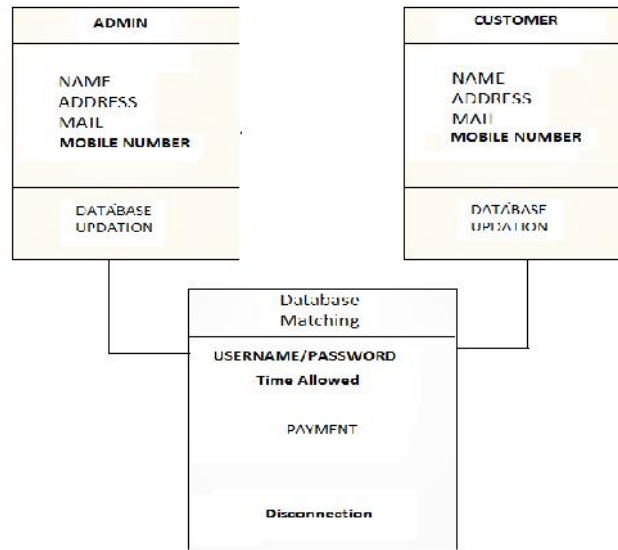 ADMIN
NAME
ADDRESS
MAIL
MOBILE NUMBER
DATABASE
UPDATION
CUSTOMER
NAME
ADDRESS
MAIL
MOBILE NUMBER
DATABASE
UPDATION
Database
Matching
USERNAME/PASSWORD
Time Allowed
PAYMENT
Disconnection